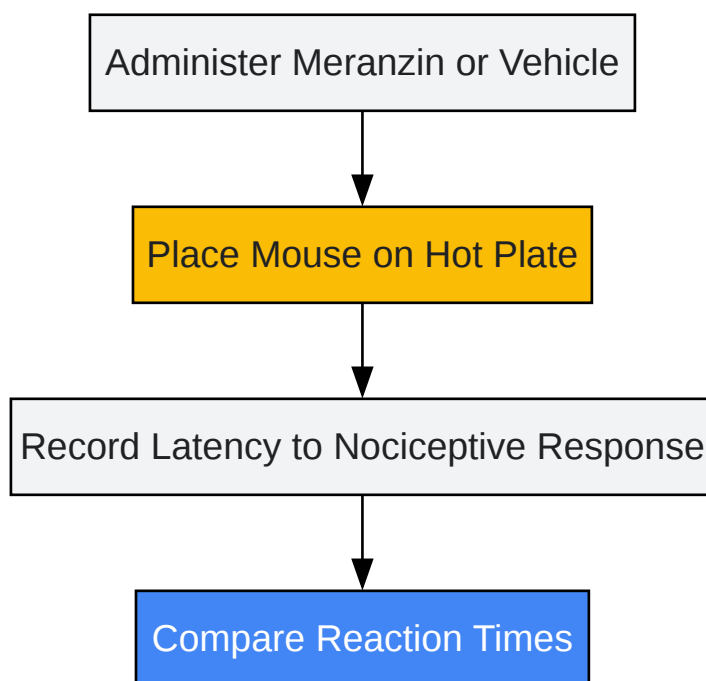 Administer Meranzin or Vehicle
Place Mouse on Hot Plate
Record Latency to Nociceptive Response
Compare Reaction Times